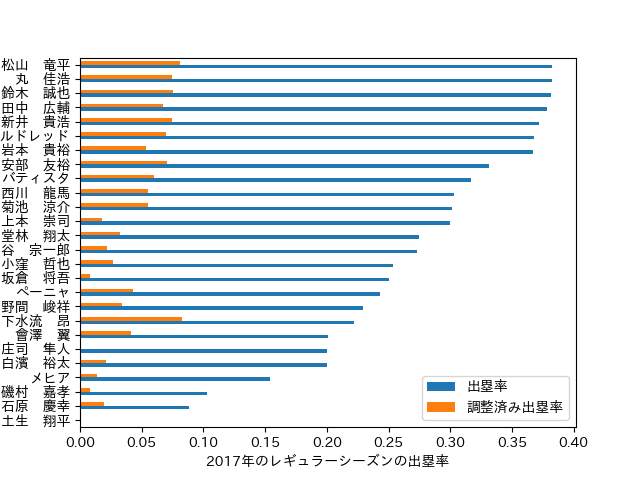 松山　竜平
丸　佳浩
鈴木　誠也
田中　広輔
新井　貴浩
ルドレッド
岩本　貴裕
安部　友裕
バティスタ
西川　龍馬
菊池　涼介
上本　崇司
堂林　翔太
谷　宗一郎
小窪　哲也
坂倉　将吾
ペーニャ
野間　峻祥
下水流　昂
會澤　翼
庄司　隼人
白濱　裕太
メヒア
磯村　嘉孝
石原　慶幸
土生　翔平
出塁率
調整済み出塁率
0.00 0.05 0.10 0.15 0.20 0.25 0.30 0.35 0.40
2017年のレギュラーシーズンの出塁率